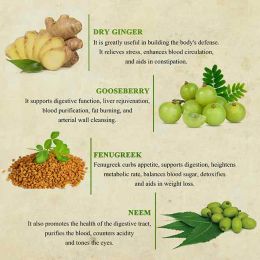 DRY GINGER
It is greatly useful in building the body's defense.
It relieves stress, enhances blood circulation,
and aids in constipation.
GOOSEBERRY
It supports digestive function, liver rejuvenation,
blood purification, fat burning, and
arterial wall cleansing.
FENUGREEK
Fenugreek curbs appetite, supports digestion, heightens
metabolic rate, balances blood sugar, detoxifies
and aids in weight loss.
NEEM
It also promotes the health of the digestive tract,
purifies the blood, counters acidity
and tones the eyes.